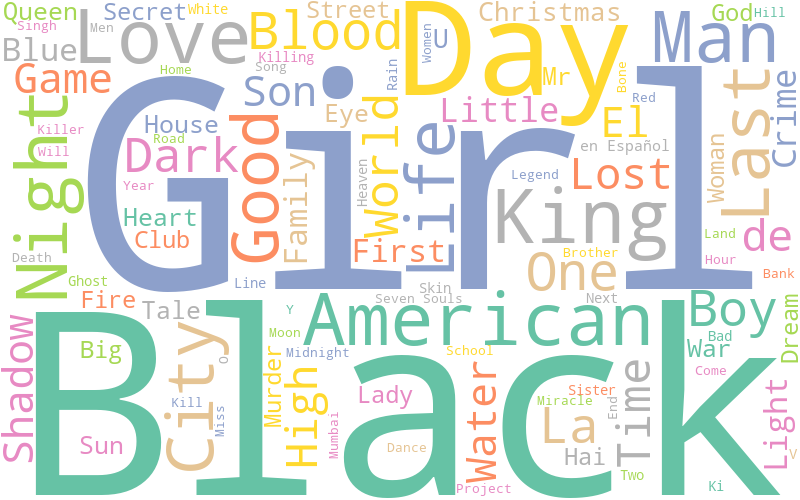 Queen
Secret
White
Singh
Men
Love
Blood
Street
Christmas
God
Hill
Blue
Game
Home
Song
Killing
Son
Rain
Women
U
Day
Mr
Bone
Man
Night
Killer
Will
House
Road
Dark
Year
Girl
Good
Eye
Family
World
Heaven
Life
Little
El
Red
en Español
Legend
Lost
Woman
Last
Crime
Heart
Club
King
de
Land
Hour
Bank
Death
Ghost
Fire
Tale
Line
First
Skin
Seven Souls
One
Brother
Next
Shadow
Big
Sun
Black
City
O
Kill
Miss
Murder
Y
Moon
Midnight
High
Mumbai
American
Lady
Dance
School
Water
Project
Sister
Miracle
La
End
Hai
Two
Time
Boy
War
Bad
Come
Dream
Light
V
Ki